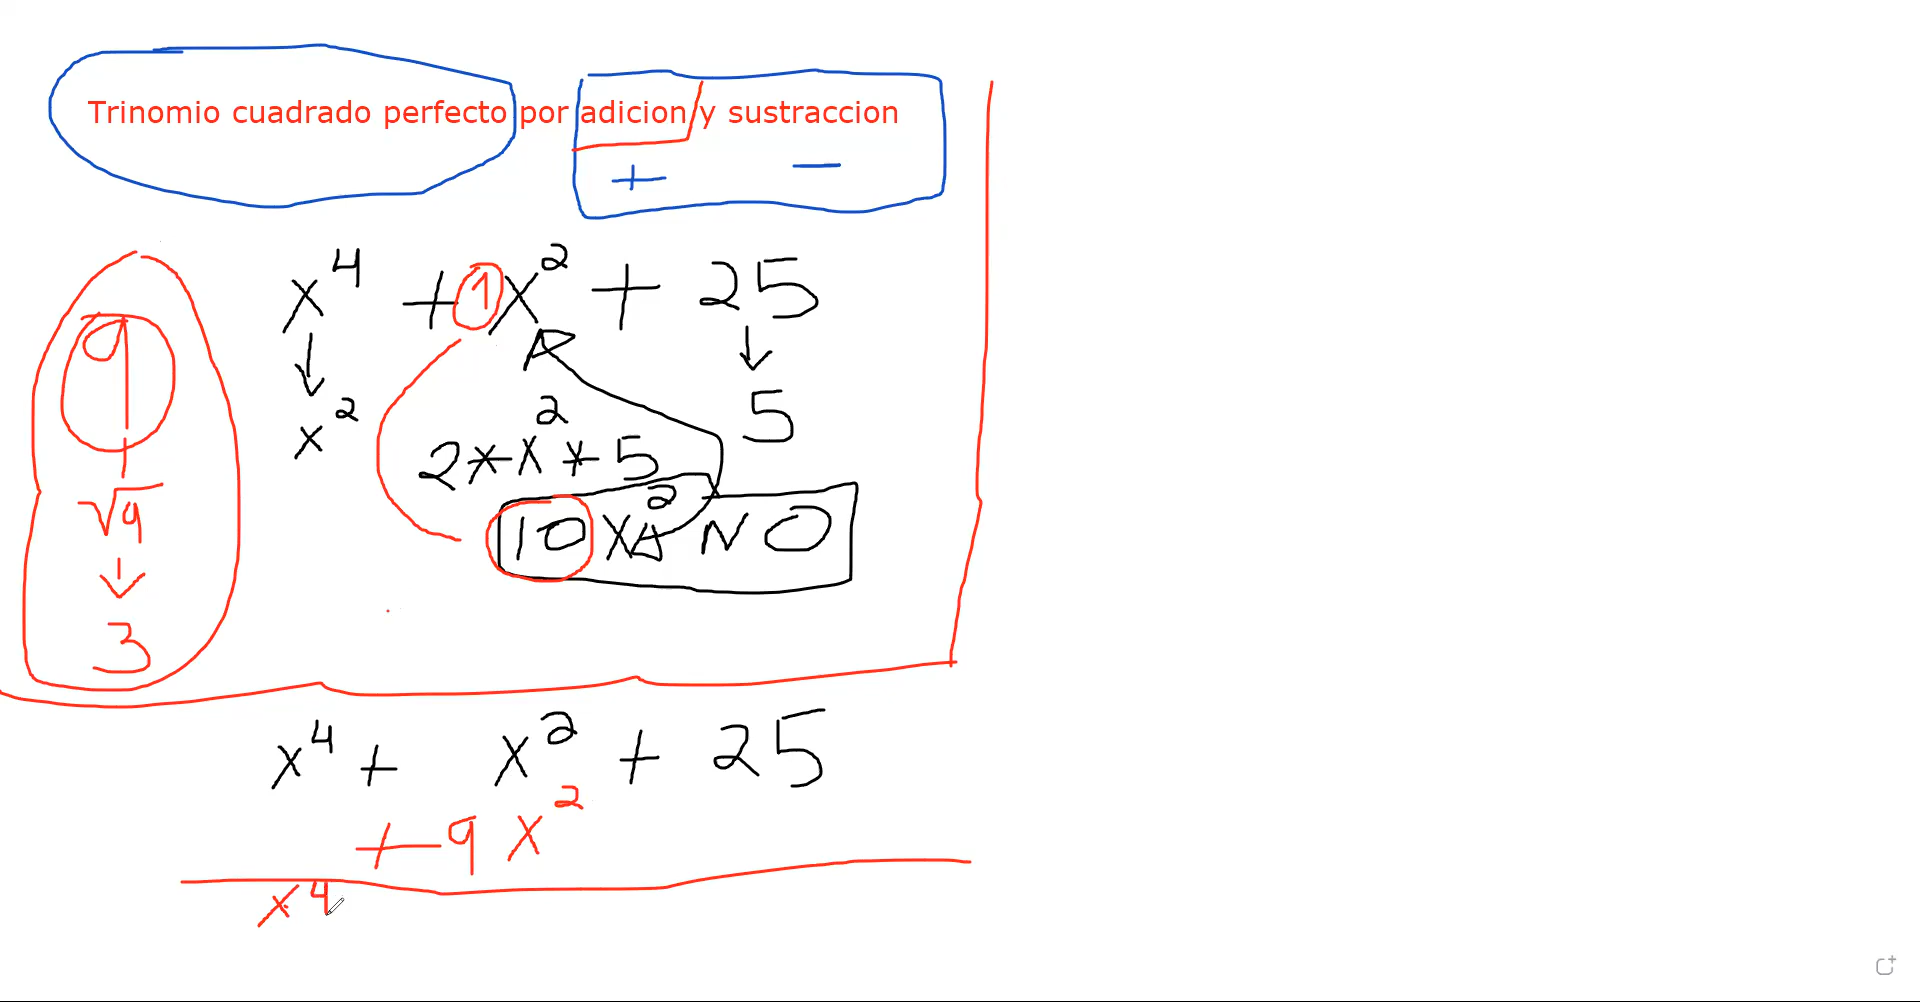 Trinomio cuadrado perfecto por adicion y sustraccion
+ −
x⁴ + 1x² + 25
9
√9
3
x² 5
2 * x² * 5
10x² NO
x⁴ + x² + 25
+ 9x²
x⁴